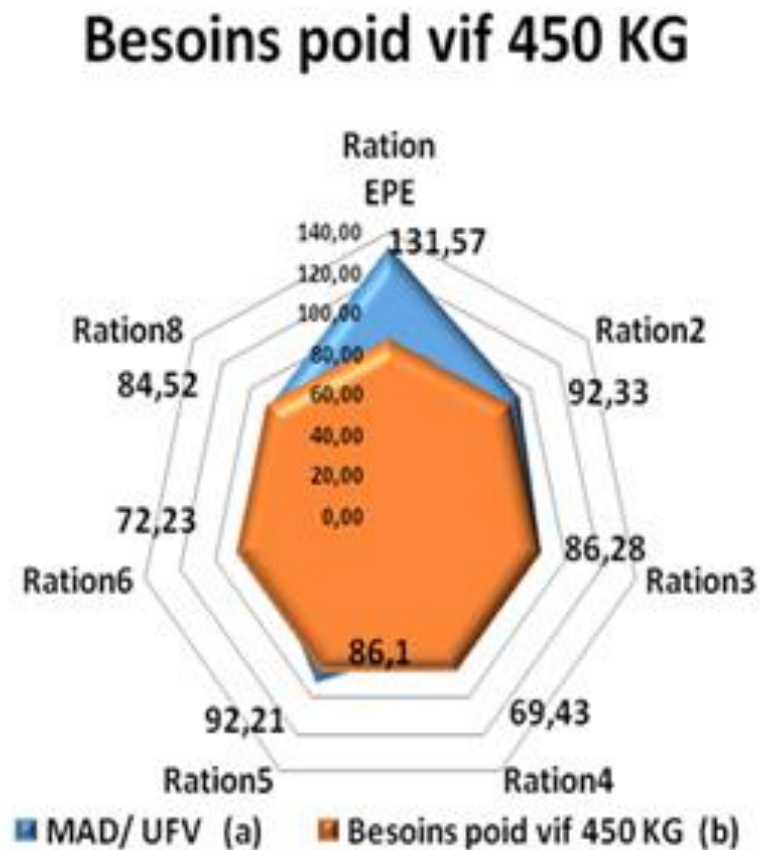 Besoins poid vif 450 KG
Ration
EPE
140,00
131,57
120,00
100,00
80,00
60,00
40,00
20,00
0,00
Ration2
92,33
Ration3
86,28
Ration4
69,43
86,1
Ration5
92,21
Ration6
72,23
Ration8
84,52
MAD/ UFV (a)
Besoins poid vif 450 KG (b)